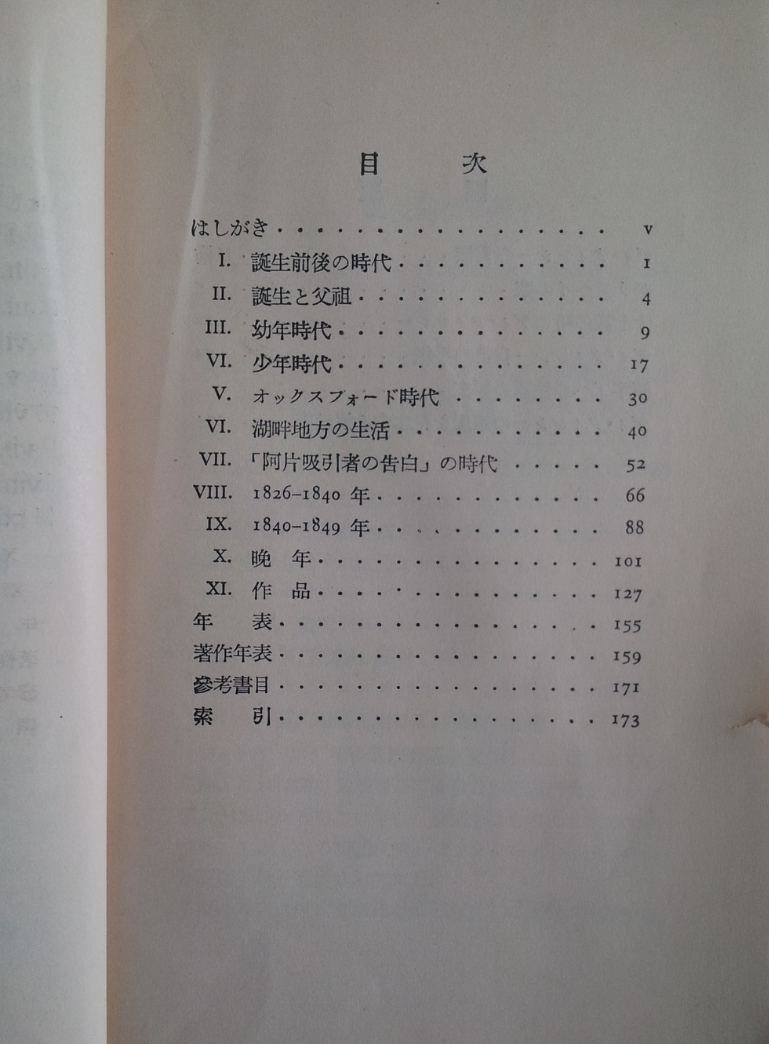 目 次
はしがき . . . . . . . . . . . . . . . . . v
I. 誕生前後の時代 . . . . . . . . . . . 1
II. 誕生と父祖 . . . . . . . . . . . . . 4
III. 幼年時代 . . . . . . . . . . . . . . 9
VI. 少年時代 . . . . . . . . . . . . . . 17
V. オックスフォード時代 . . . . . . . . 30
VI. 湖畔地方の生活 . . . . . . . . . . . 40
VII. 「阿片吸引者の告白」の時代 . . . . . 52
VIII. 1826–1840 年 . . . . . . . . . . . . 66
IX. 1840–1849 年 . . . . . . . . . . . . 88
X. 晩 年 . . . . . . . . . . . . . . . 101
XI. 作 品 . . . . . . . . . . . . . . . 127
年 表 . . . . . . . . . . . . . . . . . 155
著作年表 . . . . . . . . . . . . . . . . . 159
參考書目 . . . . . . . . . . . . . . . . . 171
索 引 . . . . . . . . . . . . . . . . . 173